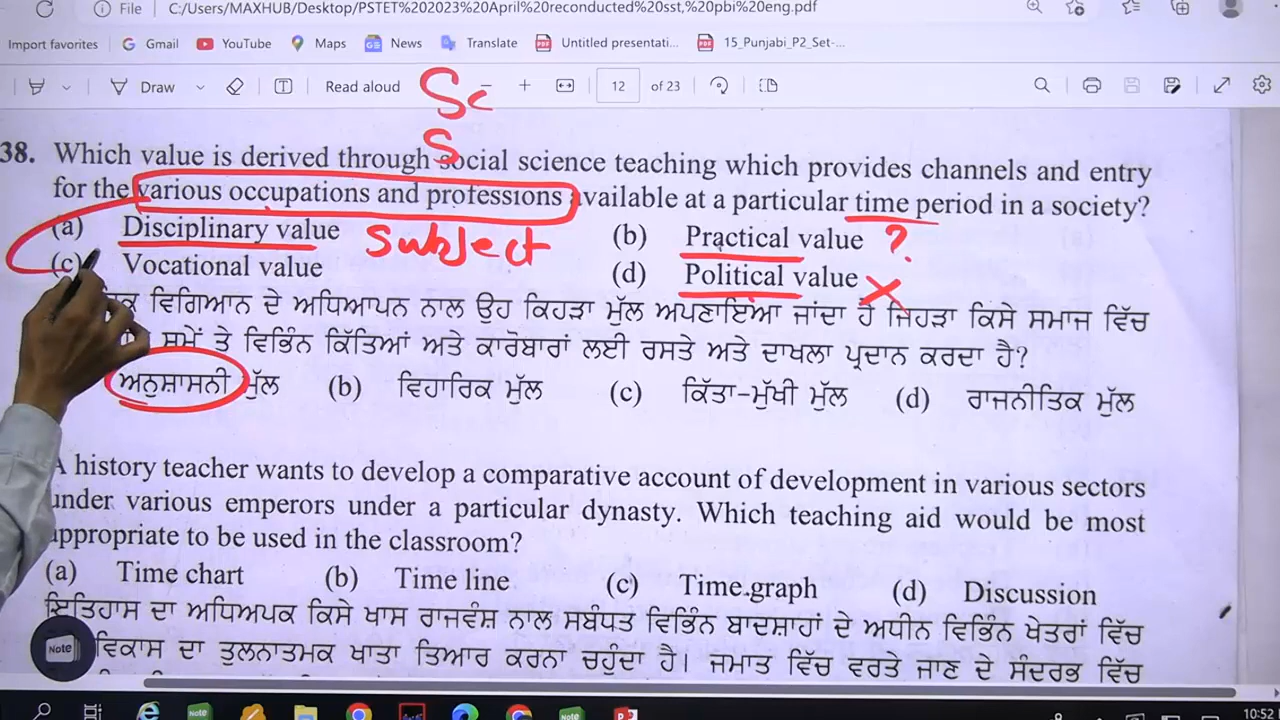 File C:/Users/MAXHUB/Desktop/PSTET%202023%20April%20reconducted%20sst,%20pbi%20eng.pdf
Import favorites Gmail YouTube Maps News Translate Untitled presentati... 15_Punjabi_P2_Set-...
Draw Read aloud 12 of 23
Sc
S
38. Which value is derived through social science teaching which provides channels and entry
for the various occupations and professions available at a particular time period in a society?
(a) Disciplinary value Subject (b) Practical value ?
(c) Vocational value (d) Political value
ਵਿਗਿਆਨ ਦੇ ਅਧਿਆਪਨ ਨਾਲ ਉਹ ਕਿਹੜਾ ਮੁੱਲ ਅਪਣਾਇਆ ਜਾਂਦਾ ਹੈ ਜਿਹੜਾ ਕਿਸੇ ਸਮਾਜ ਵਿੱਚ
ਸਮੇਂ ਤੇ ਵਿਭਿੰਨ ਕਿੱਤਿਆਂ ਅਤੇ ਕਾਰੋਬਾਰਾਂ ਲਈ ਰਸਤੇ ਅਤੇ ਦਾਖਲਾ ਪ੍ਰਦਾਨ ਕਰਦਾ ਹੈ?
ਅਨੁਸ਼ਾਸਨੀ ਮੁੱਲ (b) ਵਿਹਾਰਿਕ ਮੁੱਲ (c) ਕਿੱਤਾ-ਮੁੱਖੀ ਮੁੱਲ (d) ਰਾਜਨੀਤਿਕ ਮੁੱਲ
A history teacher wants to develop a comparative account of development in various sectors
under various emperors under a particular dynasty. Which teaching aid would be most
appropriate to be used in the classroom?
(a) Time chart (b) Time line (c) Time graph (d) Discussion
ਇਤਿਹਾਸ ਦਾ ਅਧਿਅਪਕ ਕਿਸੇ ਖਾਸ ਰਾਜਵੰਸ਼ ਨਾਲ ਸਬੰਧਤ ਵਿਭਿੰਨ ਬਾਦਸ਼ਾਹਾਂ ਦੇ ਅਧੀਨ ਵਿਭਿੰਨ ਖੇਤਰਾਂ ਵਿੱਚ
Note ਵਿਕਾਸ ਦਾ ਤੁਲਨਾਤਮਕ ਖਾਤਾ ਤਿਆਰ ਕਰਨਾ ਚਹੁੰਦਾ ਹੈ। ਜਮਾਤ ਵਿੱਚ ਵਰਤੇ ਜਾਣ ਦੇ ਸੰਦਰਭ ਵਿੱਚ
Note Note 10:52